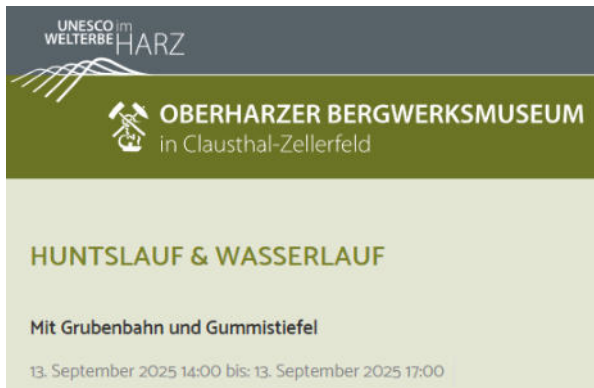 UNESCO im
WELTERBE HARZ
OBERHARZER BERGWERKSMUSEUM
in Clausthal-Zellerfeld
HUNTSLAUF & WASSERLAUF
Mit Grubenbahn und Gummistiefel
13. September 2025 14:00 bis: 13. September 2025 17:00